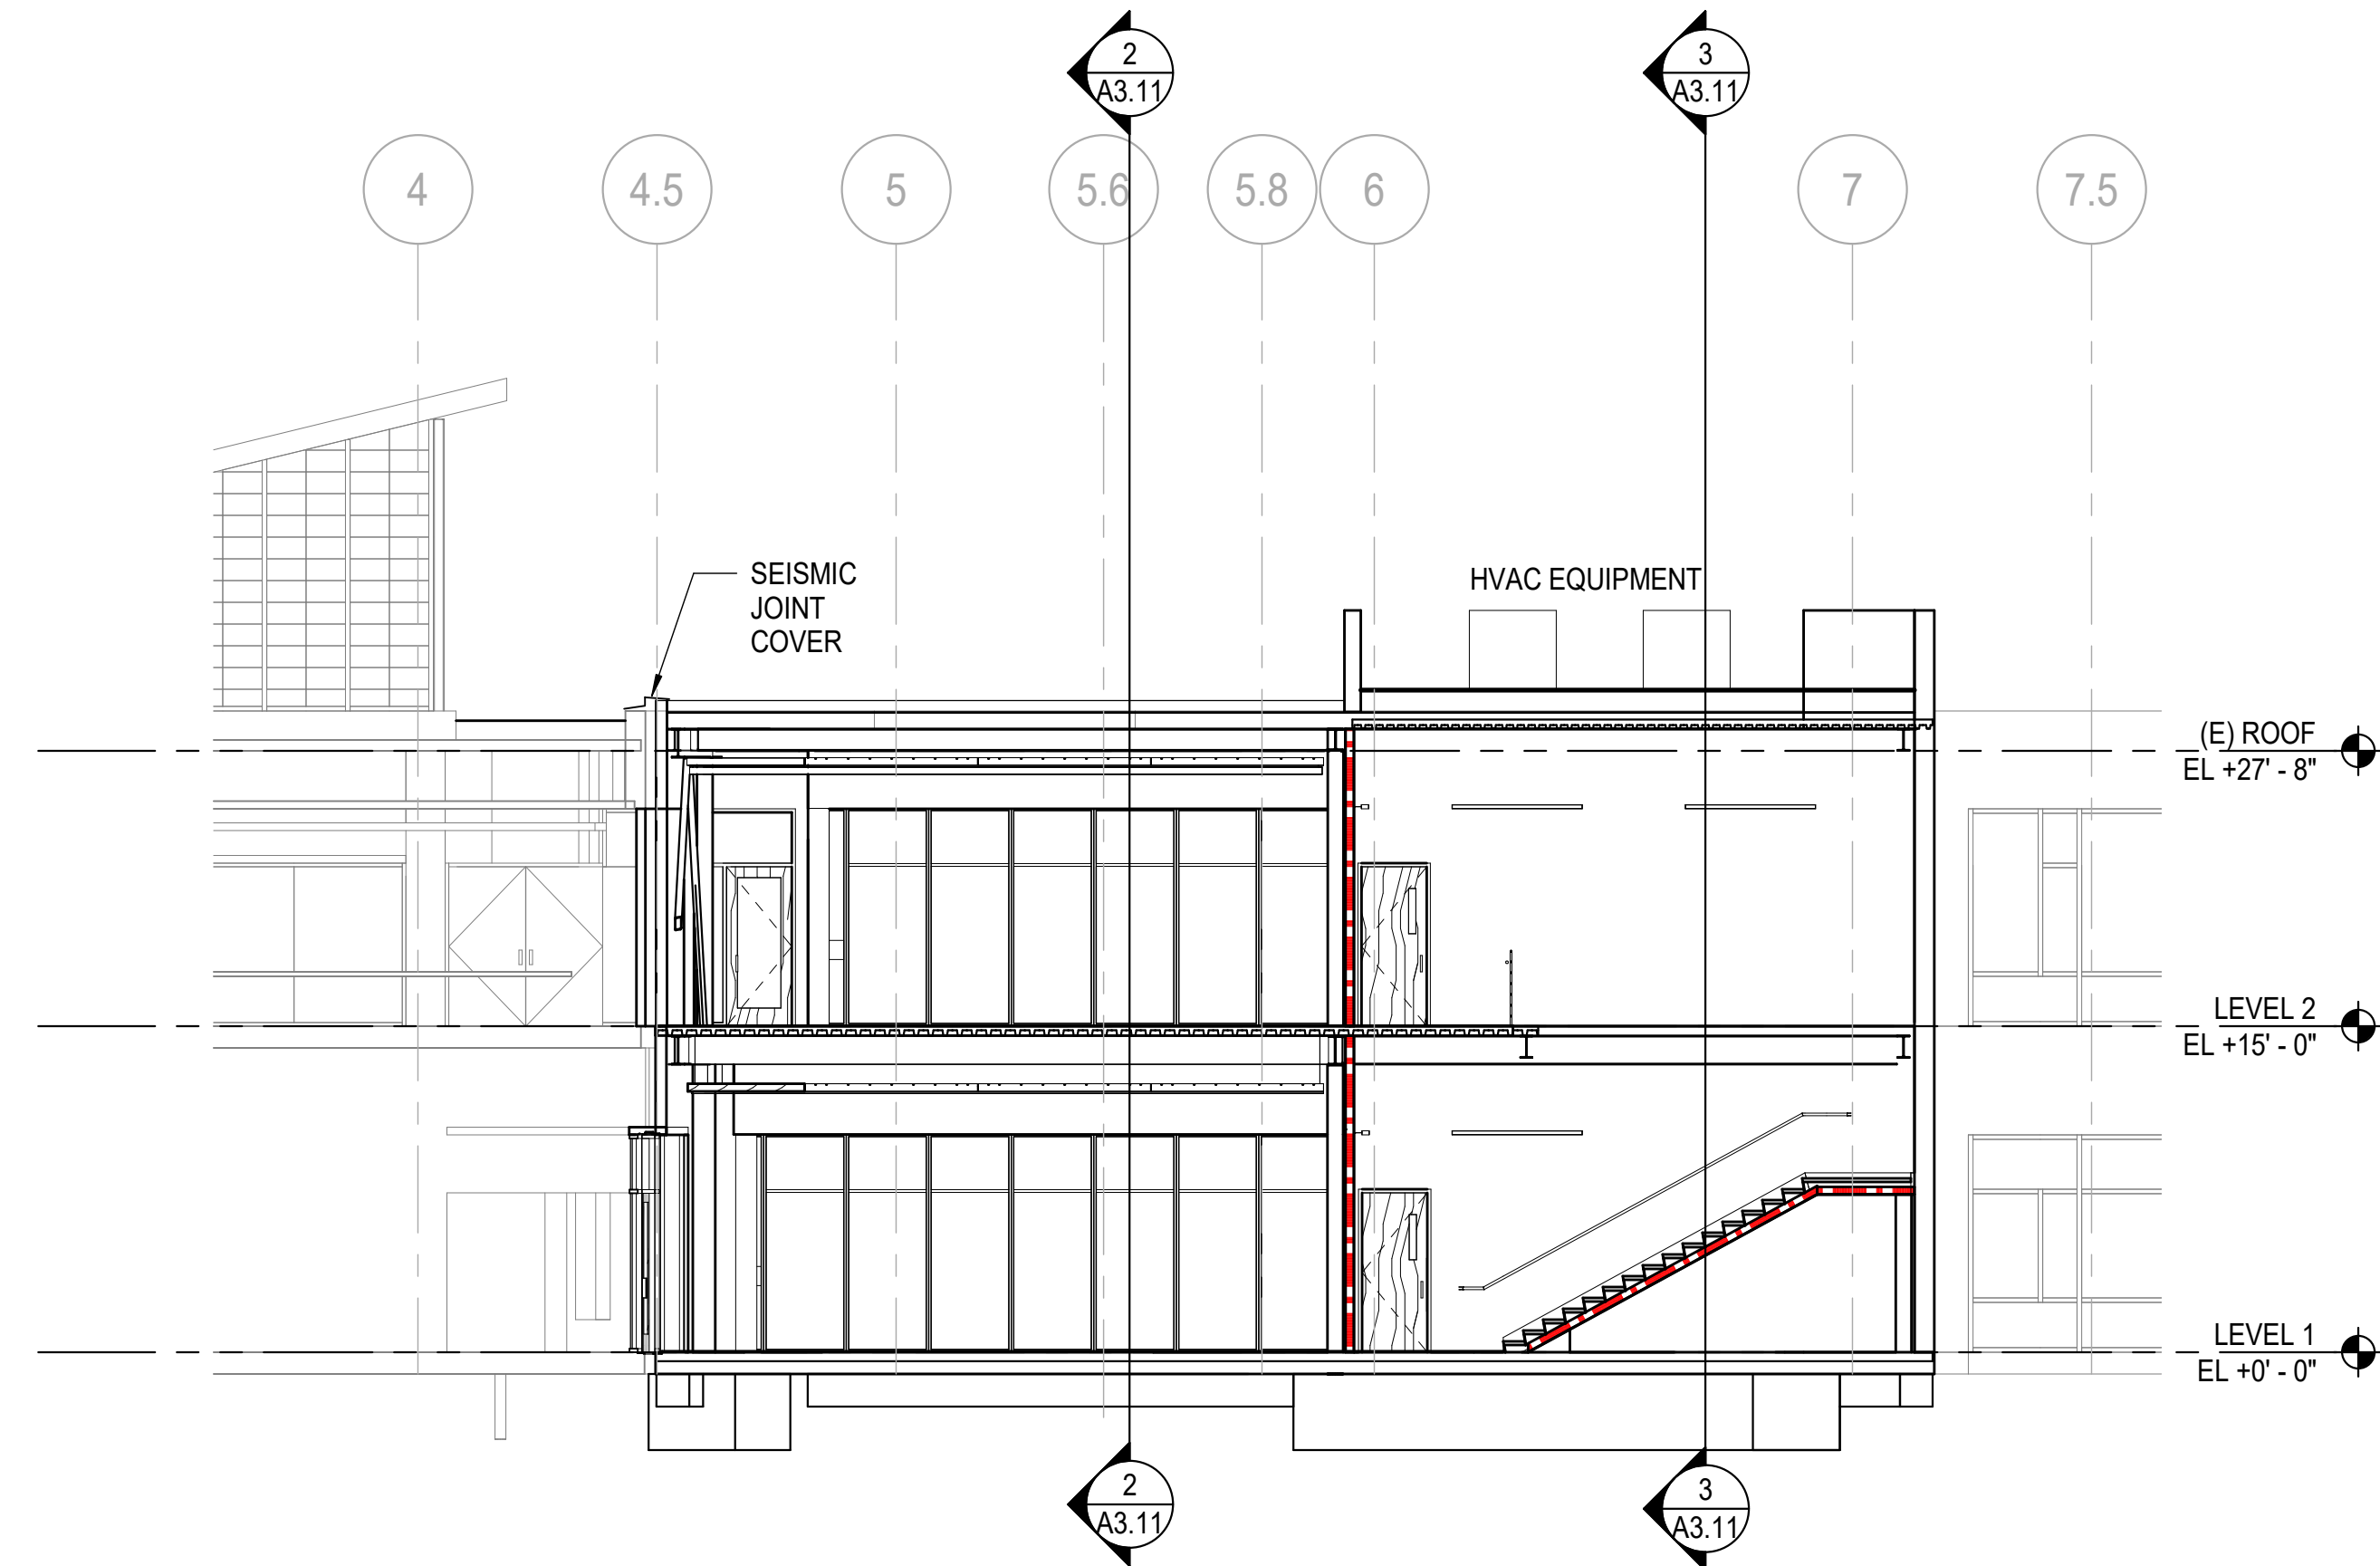 2
A3.11
3
A3.11
4
4.5
5
5.6
5.8
6
7
7.5
SEISMIC
JOINT
COVER
HVAC EQUIPMENT
(E) ROOF
EL +27' - 8"
LEVEL 2
EL +15' - 0"
LEVEL 1
EL +0' - 0"
2
A3.11
3
A3.11